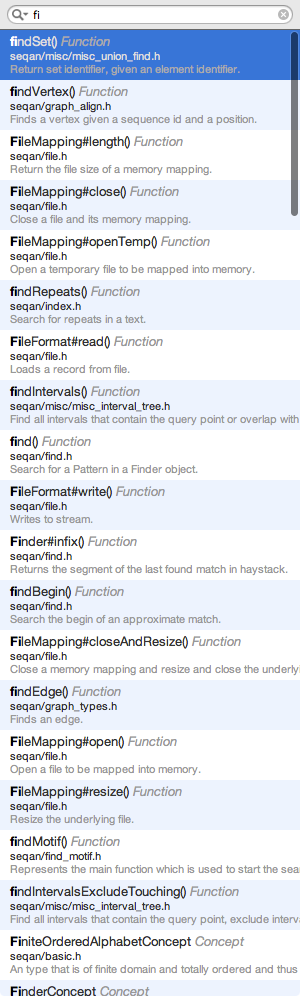 fi
findSet() Function
seqan/misc/misc_union_find.h
Return set identifier, given an element identifier.
findVertex() Function
seqan/graph_align.h
Finds a vertex given a sequence id and a position.
FileMapping#length() Function
seqan/file.h
Return the file size of a memory mapping.
FileMapping#close() Function
seqan/file.h
Close a file and its memory mapping.
FileMapping#openTemp() Function
seqan/file.h
Open a temporary file to be mapped into memory.
findRepeats() Function
seqan/index.h
Search for repeats in a text.
FileFormat#read() Function
seqan/file.h
Loads a record from file.
findIntervals() Function
seqan/misc/misc_interval_tree.h
Find all intervals that contain the query point or overlap with
find() Function
seqan/find.h
Search for a Pattern in a Finder object.
FileFormat#write() Function
seqan/file.h
Writes to stream.
Finder#infix() Function
seqan/find.h
Returns the segment of the last found match in haystack.
findBegin() Function
seqan/find.h
Search the begin of an approximate match.
FileMapping#closeAndResize() Function
seqan/file.h
Close a memory mapping and resize and close the underlyi
findEdge() Function
seqan/graph_types.h
Finds an edge.
FileMapping#open() Function
seqan/file.h
Open a file to be mapped into memory.
FileMapping#resize() Function
seqan/file.h
Resize the underlying file.
findMotif() Function
seqan/find_motif.h
Represents the main function which is used to start the sea
findIntervalsExcludeTouching() Function
seqan/misc/misc_interval_tree.h
Find all intervals that contain the query point, exclude interv
FiniteOrderedAlphabetConcept Concept
seqan/basic.h
An type that is of finite domain and totally ordered and thus
FinderConcept Concept